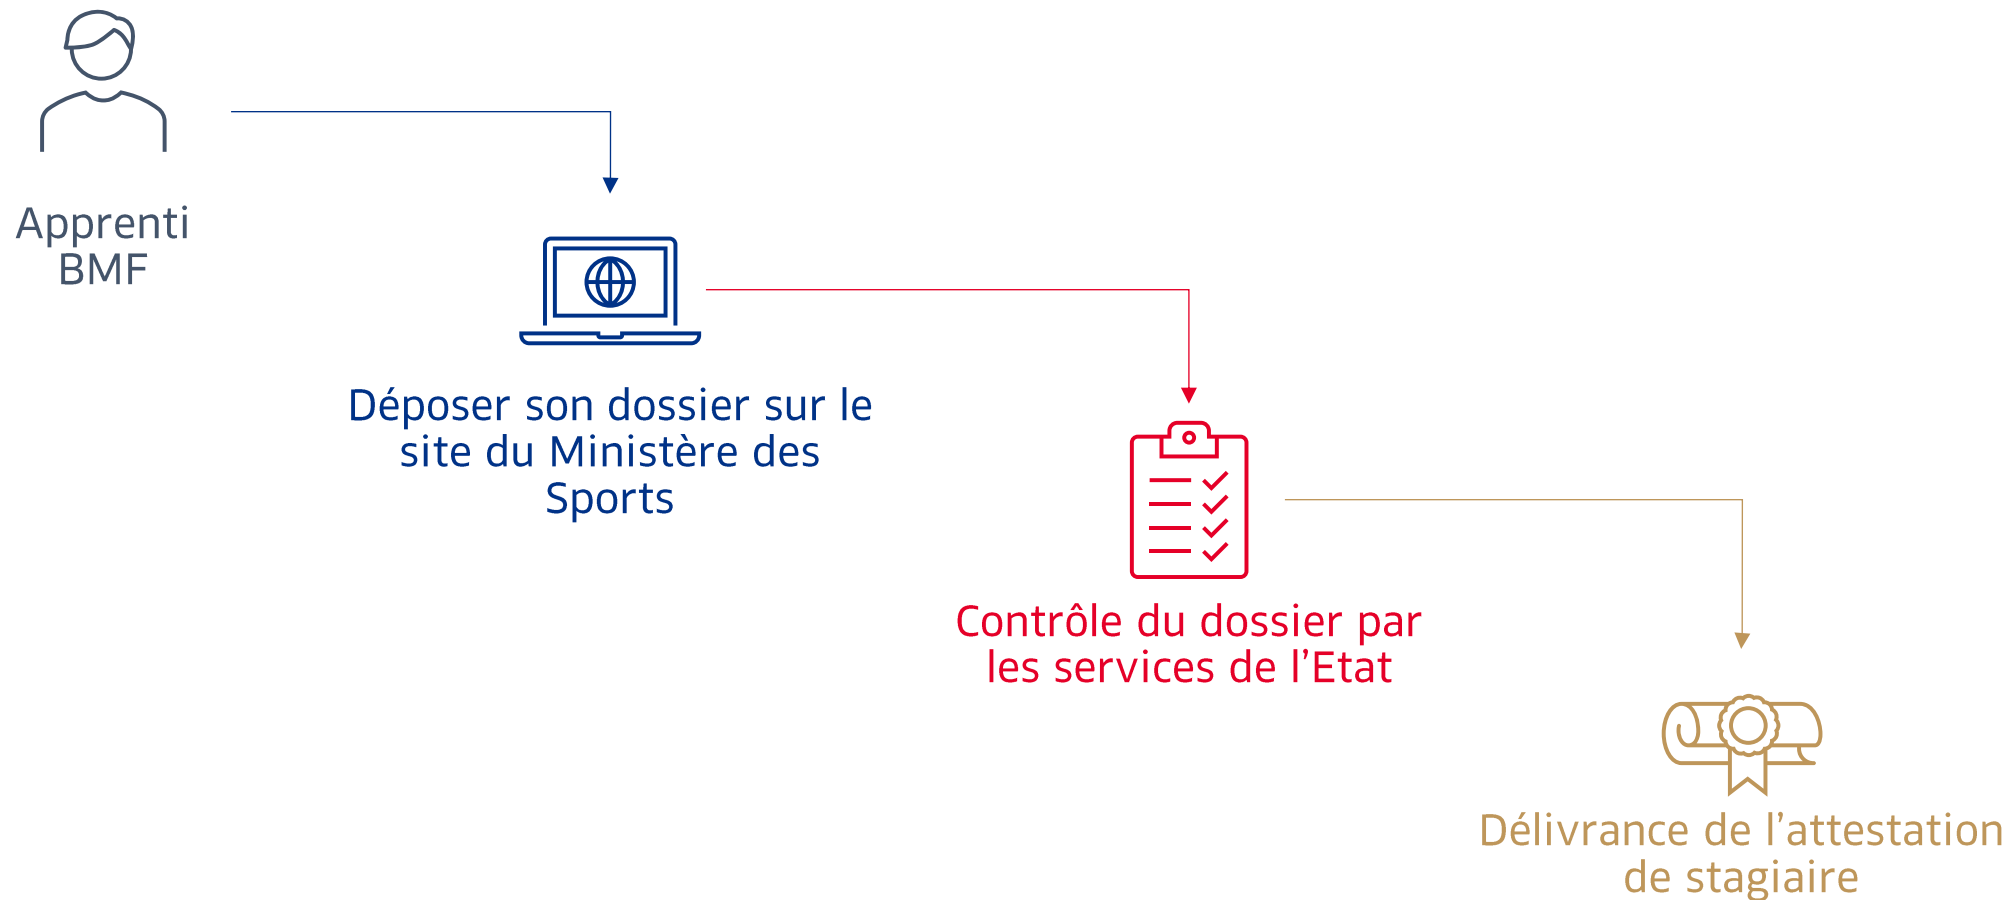 Apprenti
BMF
Déposer son dossier sur le
site du Ministère des
Sports
Contrôle du dossier par
les services de l’Etat
Délivrance de l’attestation
de stagiaire